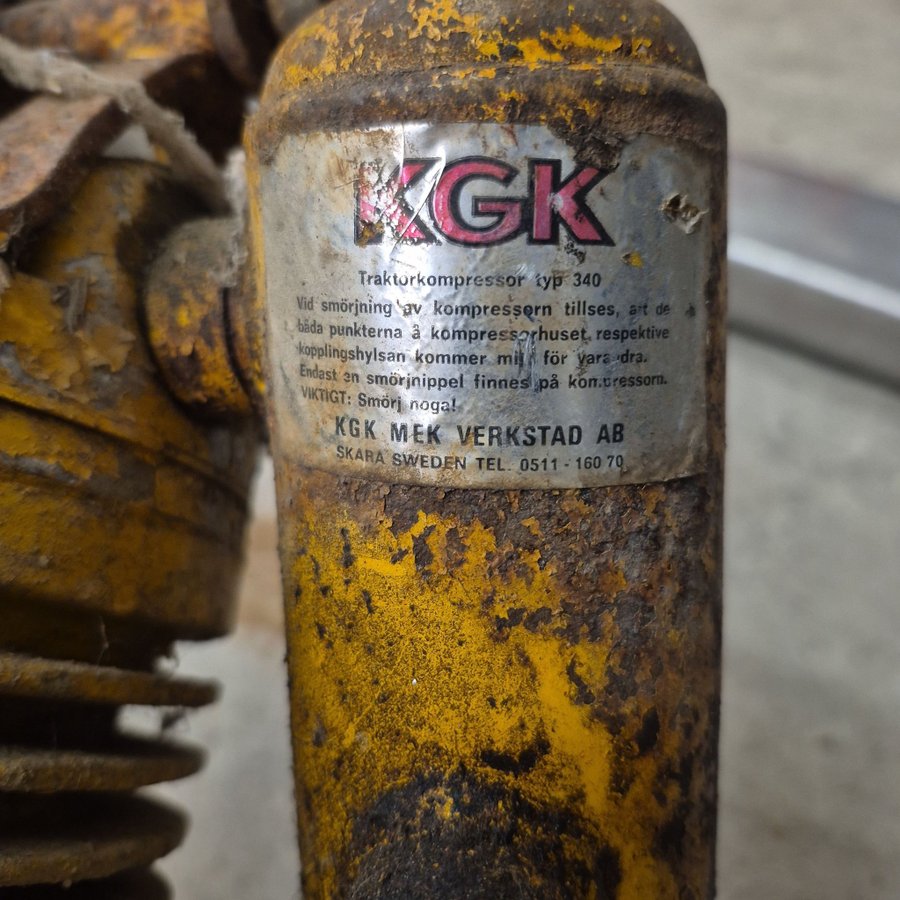 KGK
Traktorkompressor typ 340
Vid smörjning av kompressorn tillses, att de
båda punkterna å kompressorhuset respektive
kopplingshylsan kommer mitt för varandra.
Endast en smörjnippel finnes på kompressorn.
VIKTIGT: Smörj noga!
KGK MEK VERKSTAD AB
SKARA SWEDEN TEL. 0511 - 160 70